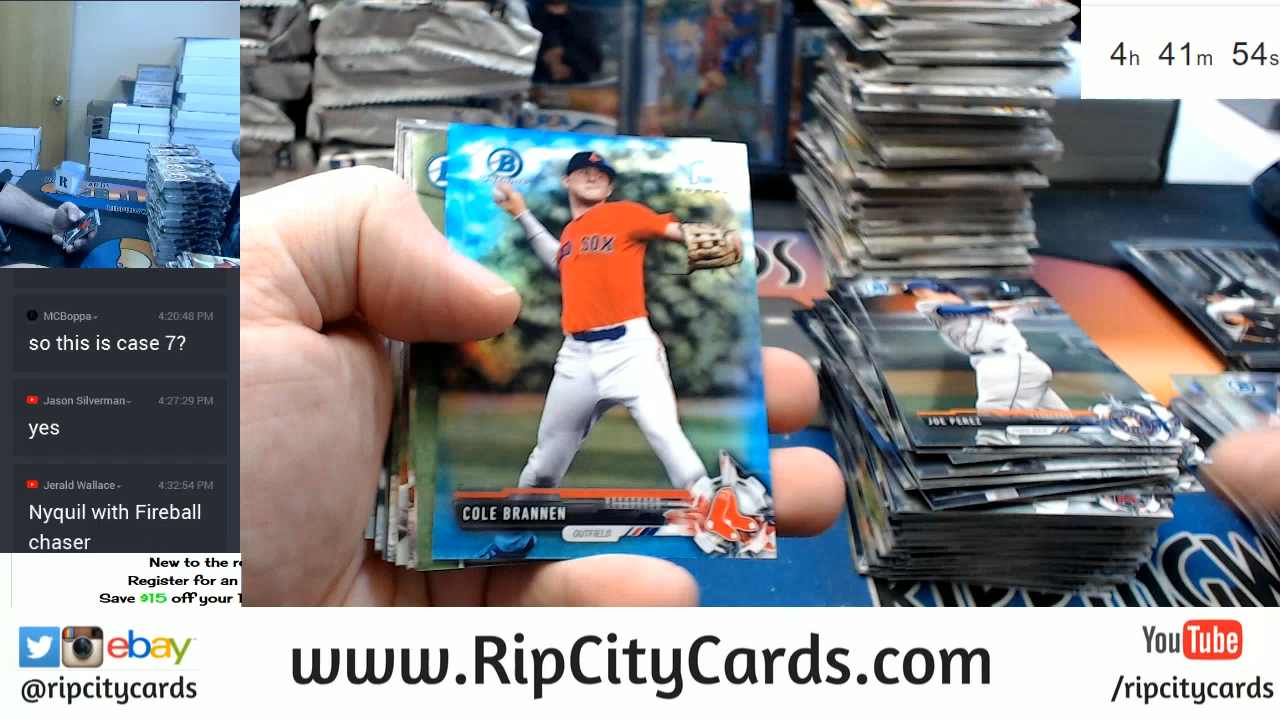 4h 41m 54s
MCBoppa
4:20:48 PM
so this is case 7?
Jason Silverman
4:27:29 PM
yes
Jerald Wallace
4:32:54 PM
Nyquil with Fireball
chaser
New to the r
Register for an
Save $15 off your
B
SOX
COLE BRANNEN
OUTFIELD
JOE PEREZ
R
ebay
@ripcitycards
www.RipCityCards.com
YouTube
/ripcitycards